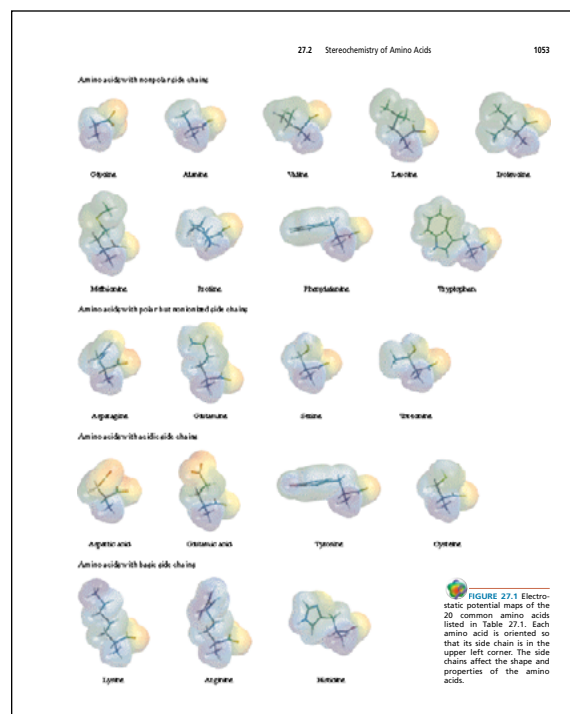 27.2 Stereochemistry of Amino Acids 1053
Amino acids with nonpolar side chains
Glycine Alanine Valine Leucine Isoleucine
Methionine Proline Phenylalanine Tryptophan
Amino acids with polar but nonionized side chains
Asparagine Glutamine Serine Threonine
Amino acids with acidic side chains
Aspartic acid Glutamic acid Tyrosine Cysteine
Amino acids with basic side chains
Lysine Arginine Histidine
FIGURE 27.1 Electro-
static potential maps of the
20 common amino acids
listed in Table 27.1. Each
amino acid is oriented so
that its side chain is in the
upper left corner. The side
chains affect the shape and
properties of the amino
acids.